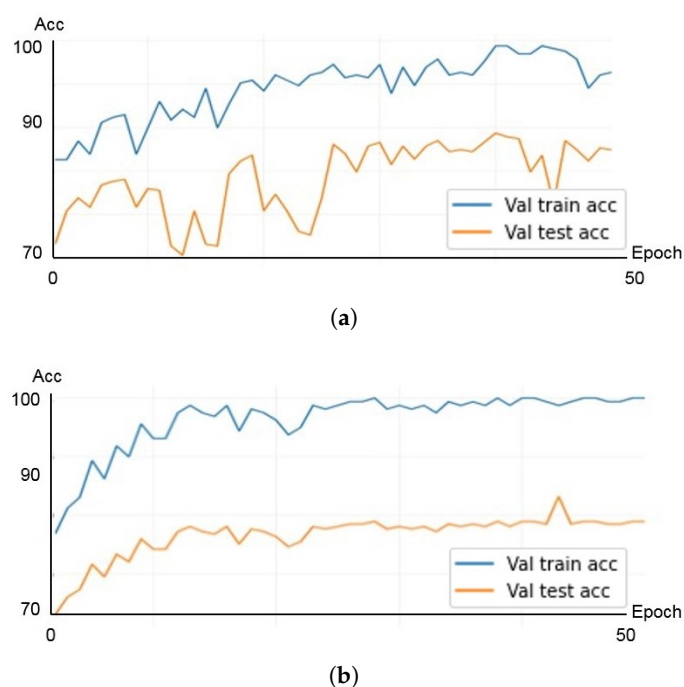 Acc
100
90
70
0
50
Epoch
Val train acc
Val test acc
(a)
Acc
100
90
70
0
50
Epoch
Val train acc
Val test acc
(b)